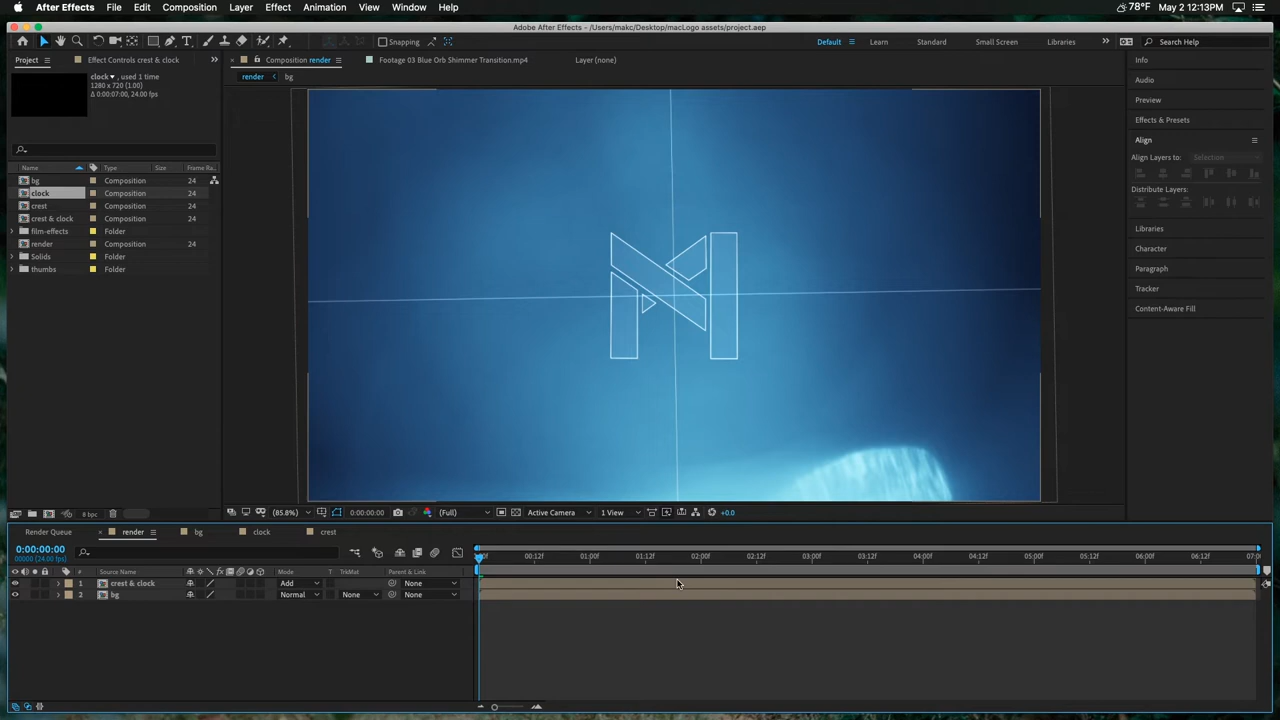 After Effects File Edit Composition Layer Effect Animation View Window Help 78°F May 2 12:13PM
Adobe After Effects - /Users/makc/Desktop/macLogo assets/project.aep
Snapping Default Learn Standard Small Screen Libraries Search Help
Project Effect Controls crest & clock Composition render Footage 03 Blue Orb Shimmer Transition.mp4 Layer (none) Info
clock , used 1 time
1280 x 720 (1.00)
Δ 0:00:07:00, 24.00 fps
render bg
Audio
Preview
Effects & Presets
Align
Align Layers to: Selection
Distribute Layers:
Libraries
Character
Paragraph
Tracker
Content-Aware Fill
Name Type Size Frame Ra...
bg Composition 24
clock Composition 24
crest Composition 24
crest & clock Composition 24
film-effects Folder
render Composition 24
Solids Folder
thumbs Folder
8 bpc
(85.8%) 0:00:00:00 (Full) Active Camera 1 View +0.0
Render Queue render bg clock crest
0:00:00:00
00000 (24.00 fps)
00:12f 01:00f 01:12f 02:00f 02:12f 03:00f 03:12f 04:00f 04:12f 05:00f 05:12f 06:00f 06:12f
# Source Name Mode T TrkMat Parent & Link
1 crest & clock Add None
2 bg Normal None None